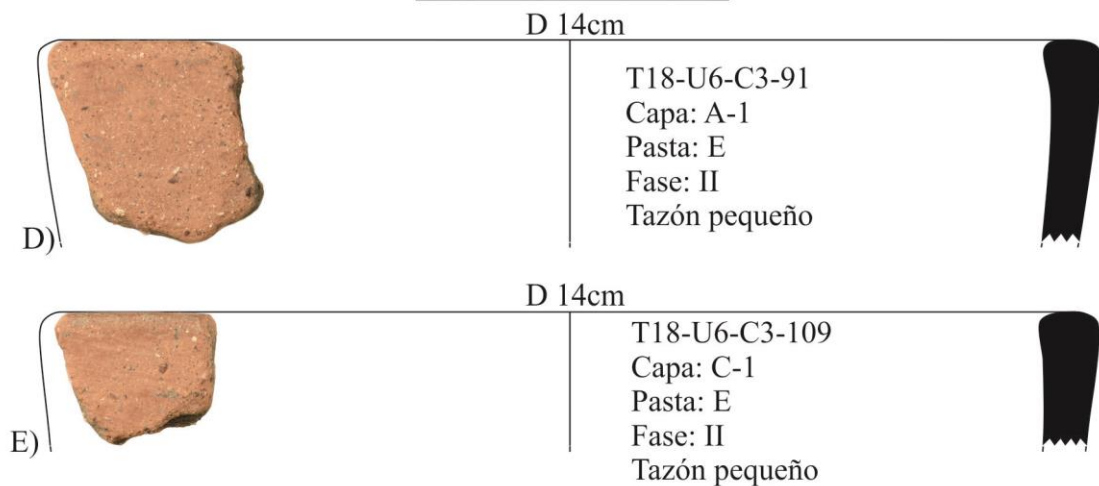 D 14cm
T18-U6-C3-91
Capa: A-1
Pasta: E
Fase: II
Tazón pequeño
D)
D 14cm
T18-U6-C3-109
Capa: C-1
Pasta: E
Fase: II
Tazón pequeño
E)